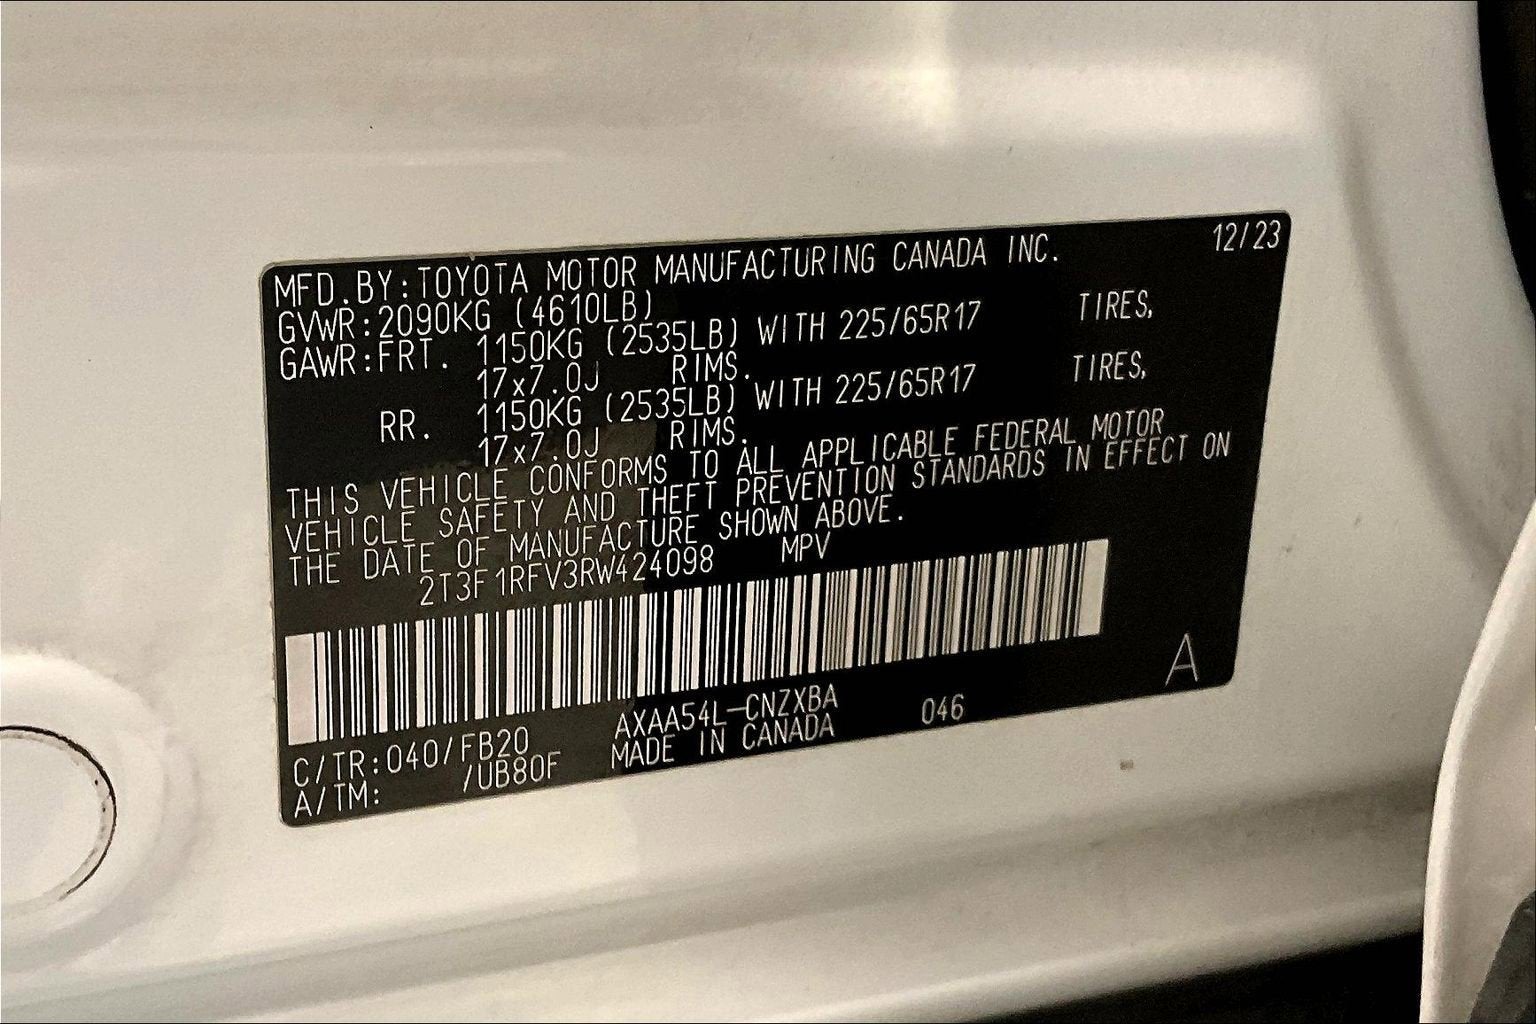 MFD.BY:TOYOTA MOTOR MANUFACTURING CANADA INC. 12/23
GVWR:2090KG (4610LB)
GAWR:FRT. 1150KG (2535LB) WITH 225/65R17 TIRES,
17x7.0J RIMS.
RR. 1150KG (2535LB) WITH 225/65R17 TIRES,
17x7.0J RIMS.
THIS VEHICLE CONFORMS TO ALL APPLICABLE FEDERAL MOTOR
VEHICLE SAFETY AND THEFT PREVENTION STANDARDS IN EFFECT ON
THE DATE OF MANUFACTURE SHOWN ABOVE.
2T3F1RFV3RW424098 MPV
A
C/TR:040/FB20 AXAA54L-CNZXBA 046
A/TM: /UB80F MADE IN CANADA